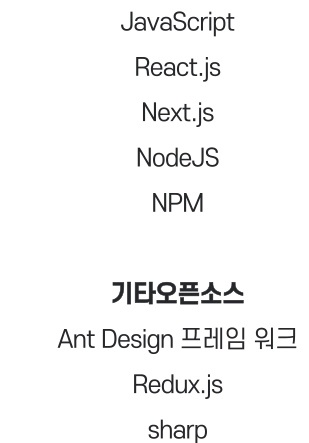 JavaScript
React.js
Next.js
NodeJS
NPM
기타오픈소스
Ant Design 프레임 워크
Redux.js
sharp